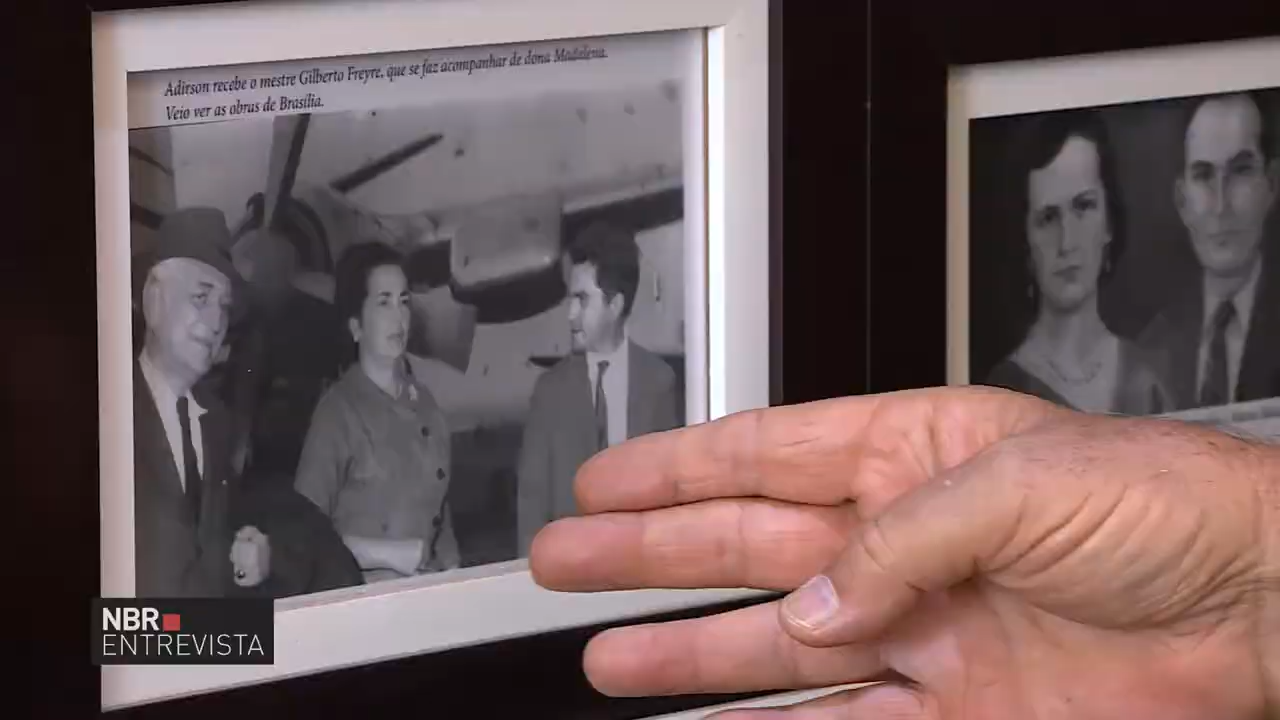 Adirson recebe o mestre Gilberto Freyre, que se faz acompanhar de dona Madalena.
Veio ver as obras de Brasília.
NBR
ENTREVISTA